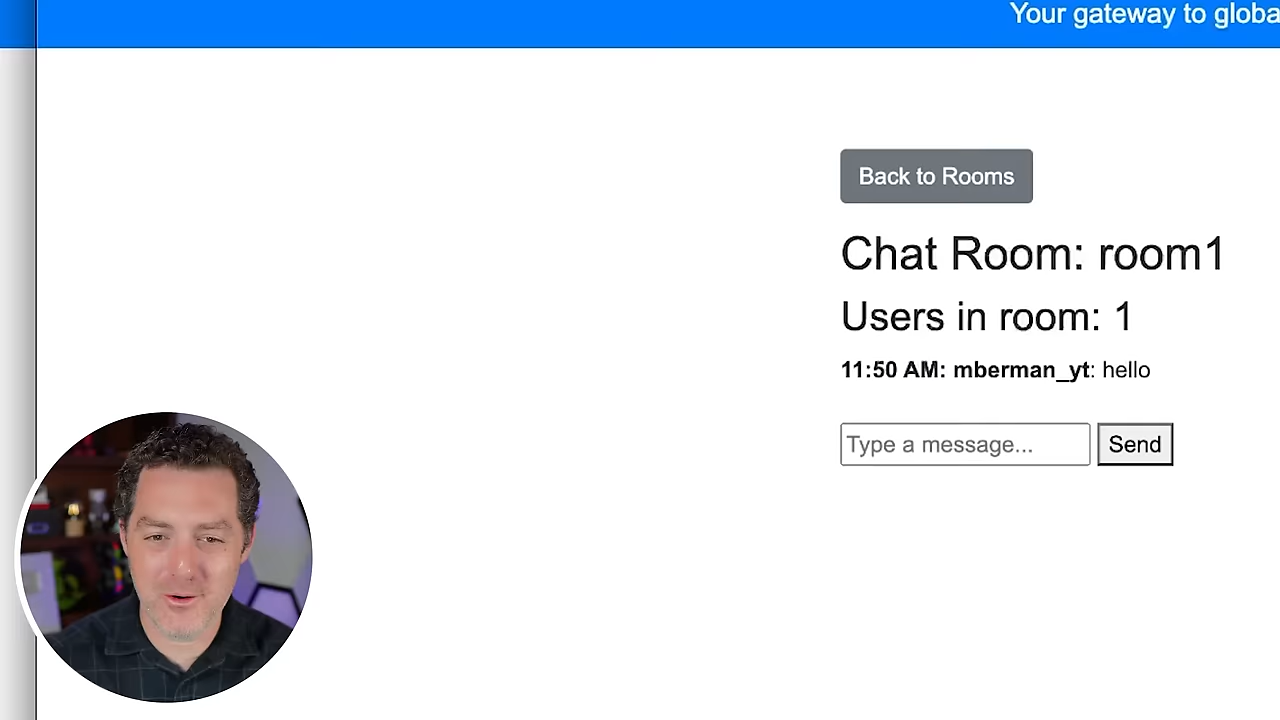 Your gateway to globa
Back to Rooms
Chat Room: room1
Users in room: 1
11:50 AM: mberman_yt: hello
Type a message... Send